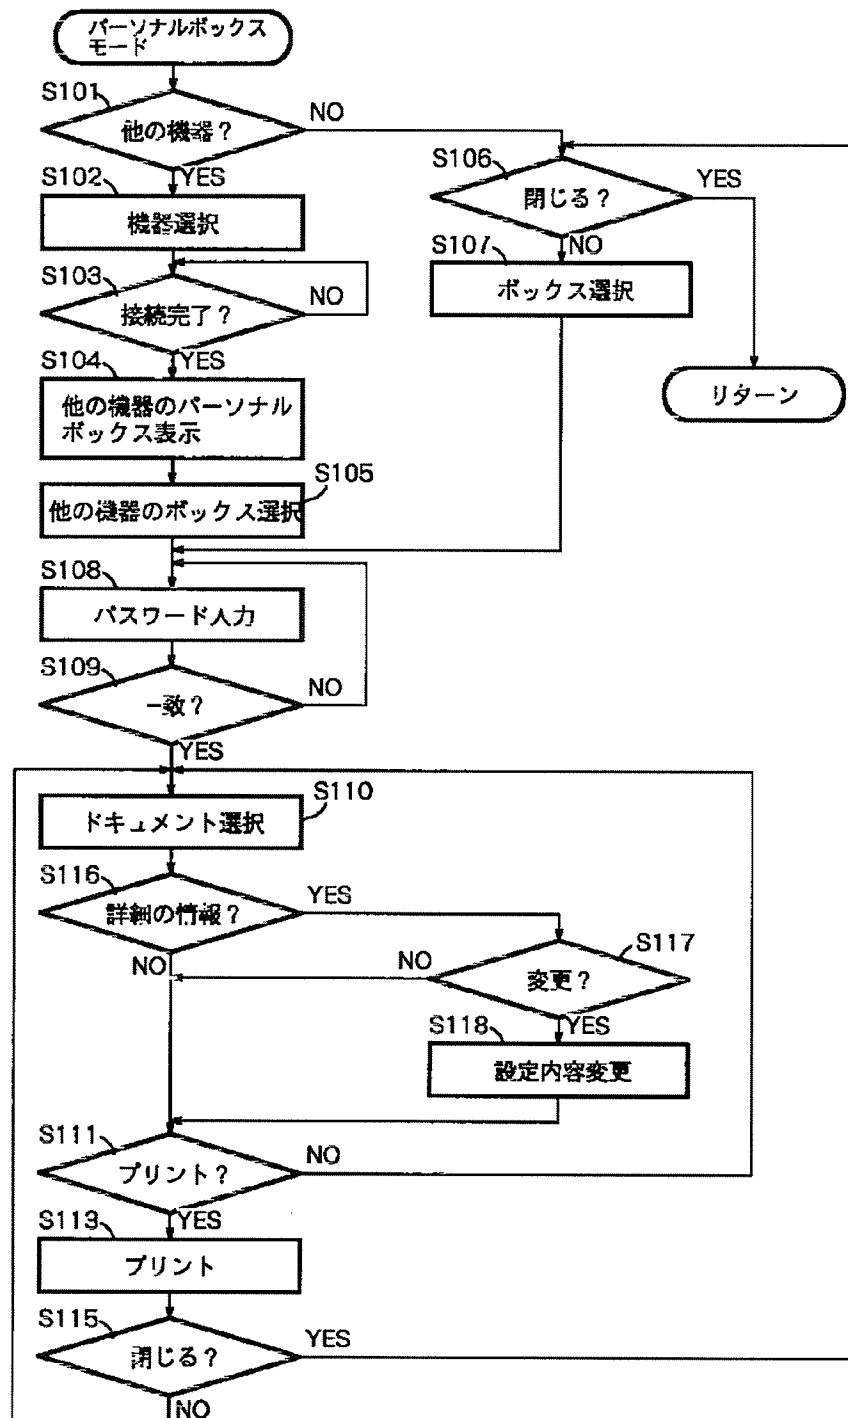 パーソナルボックス
モード
S101
他の機器？
NO
YES
S102
機器選択
S103
接続完了？
NO
YES
S104
他の機器のパーソナル
ボックス表示
S105
他の機器のボックス選択
S106
閉じる？
YES
NO
S107
ボックス選択
リターン
S108
パスワード入力
S109
一致？
NO
YES
S110
ドキュメント選択
S116
詳細の情報？
YES
NO
S117
変更？
NO
YES
S118
設定内容変更
S111
プリント？
NO
YES
S113
プリント
S115
閉じる？
YES
NO